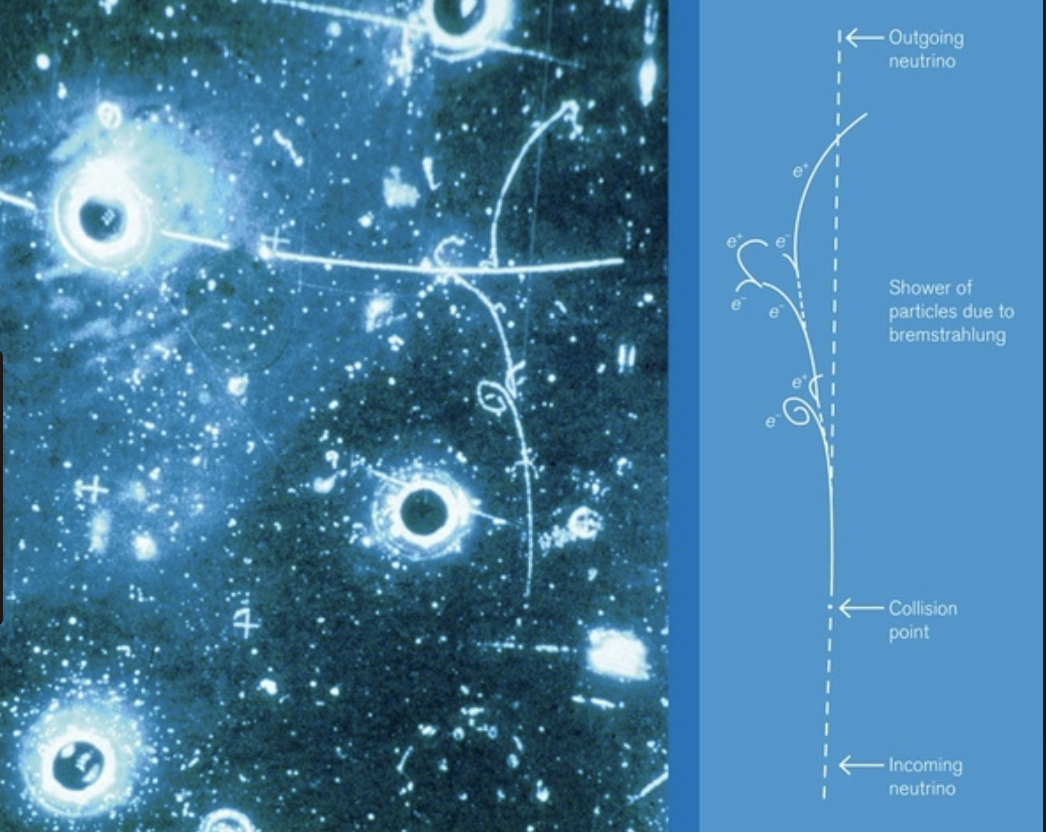 Outgoing
neutrino
e⁺
e⁺
e⁻
e⁻
e⁻
Shower of
particles due to
bremstrahlung
e⁺
e⁻
Collision
point
Incoming
neutrino